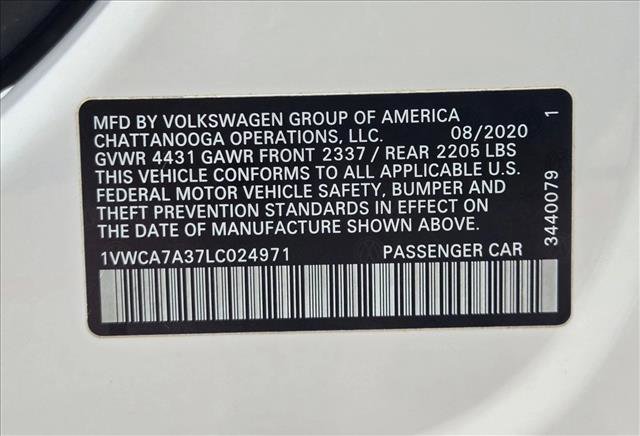 MFD BY VOLKSWAGEN GROUP OF AMERICA
CHATTANOOGA OPERATIONS, LLC. 08/2020
GVWR 4431 GAWR FRONT 2337 / REAR 2205 LBS
THIS VEHICLE CONFORMS TO ALL APPLICABLE U.S.
FEDERAL MOTOR VEHICLE SAFETY, BUMPER AND
THEFT PREVENTION STANDARDS IN EFFECT ON
THE DATE OF MANUFACTURE SHOWN ABOVE.
1VWCA7A37LC024971 PASSENGER CAR
3440079 1